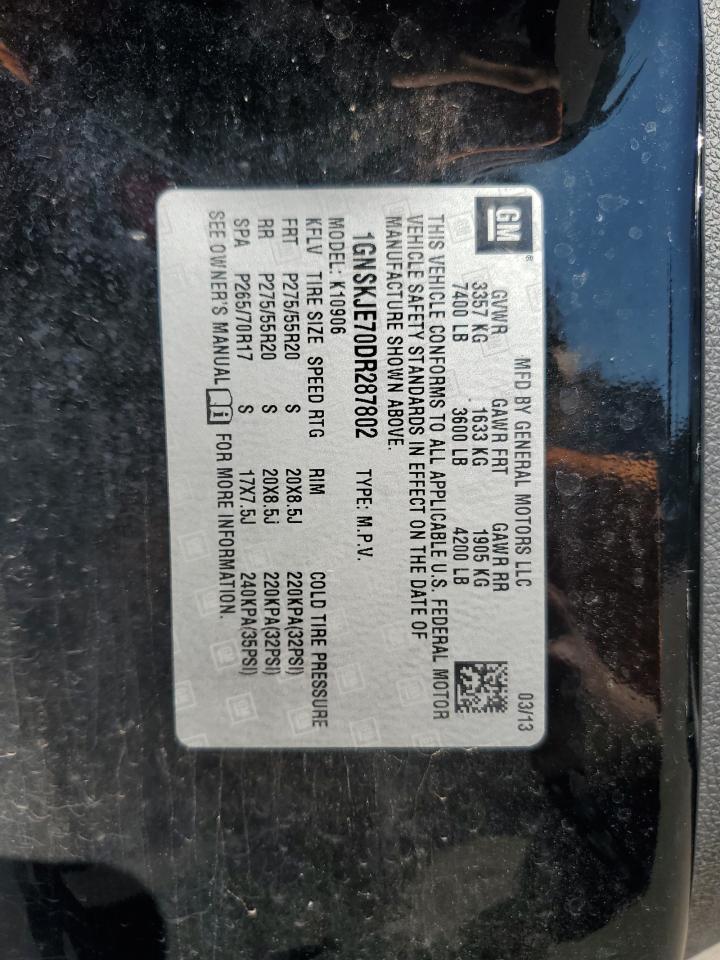 GM
MFD BY GENERAL MOTORS LLC 03/13
GVWR GAWR FRT GAWR RR
3357 KG 1633 KG 1905 KG
7400 LB 3600 LB 4200 LB
THIS VEHICLE CONFORMS TO ALL APPLICABLE U.S. FEDERAL MOTOR
VEHICLE SAFETY STANDARDS IN EFFECT ON THE DATE OF
MANUFACTURE SHOWN ABOVE.
1GNSKJE70DR287802 TYPE: M.P.V.
MODEL: K10906
KFLV TIRE SIZE SPEED RTG RIM COLD TIRE PRESSURE
FRT P275/55R20 S 20X8.5J 220KPA(32PSI)
RR P275/55R20 S 20X8.5J 220KPA(32PSI)
SPA P265/70R17 S 17X7.5J 240KPA(35PSI)
SEE OWNER'S MANUAL FOR MORE INFORMATION.